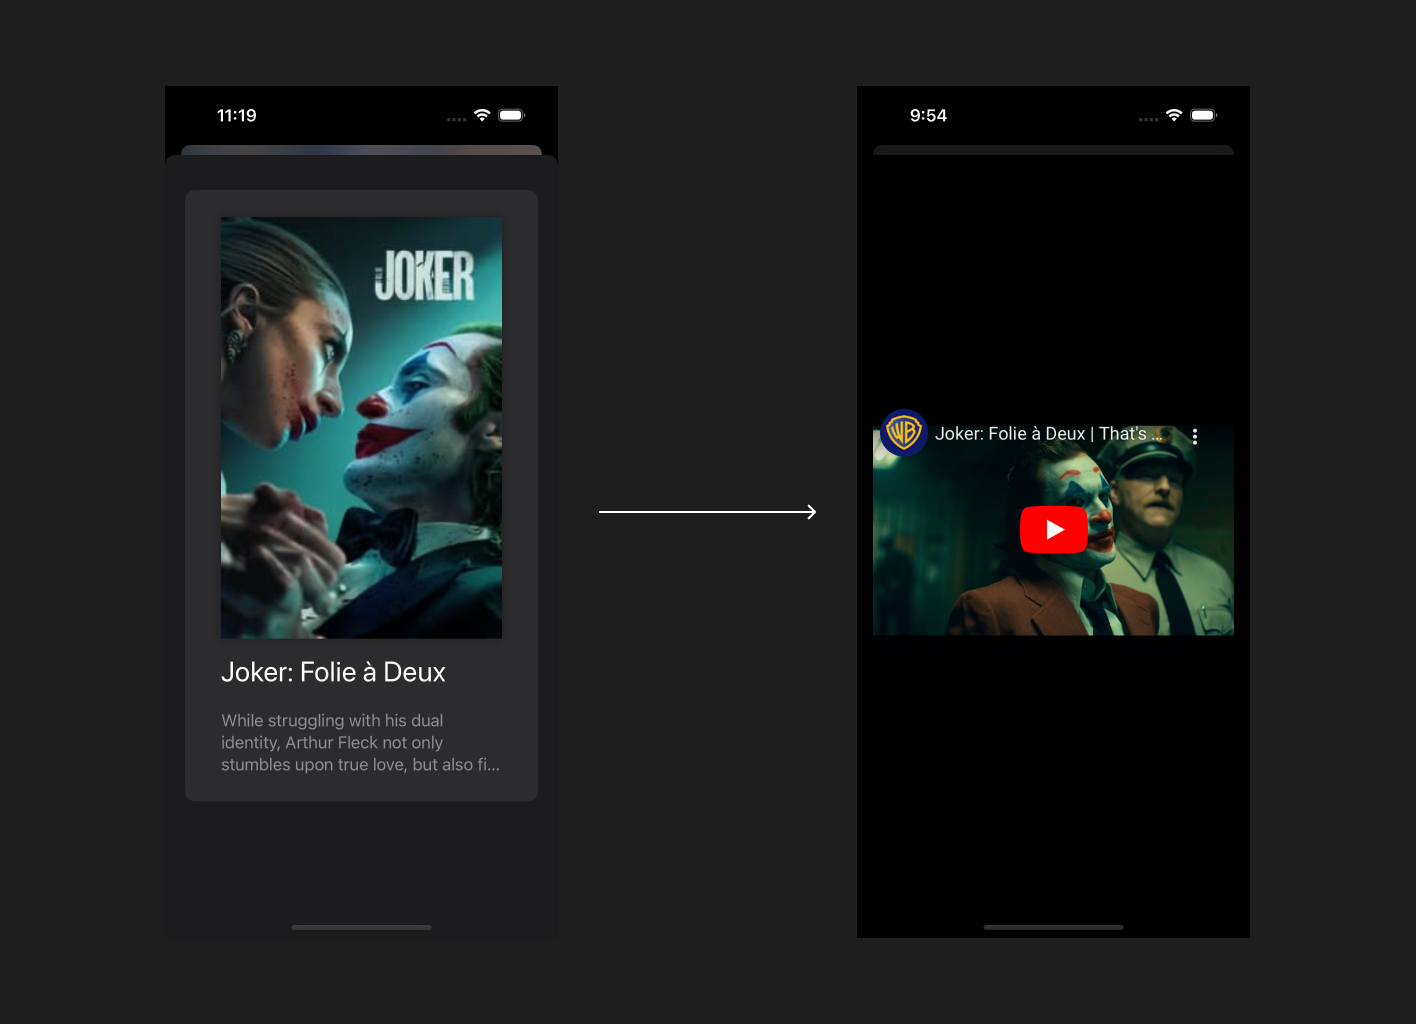 11:19
JOKER
Joker: Folie à Deux
While struggling with his dual
identity, Arthur Fleck not only
stumbles upon true love, but also fi...
9:54
WB
Joker: Folie à Deux | That's ...